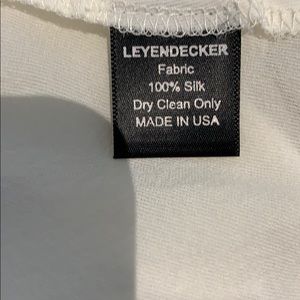 LEYENDECKER
Fabric
100% Silk
Dry Clean Only
MADE IN USA